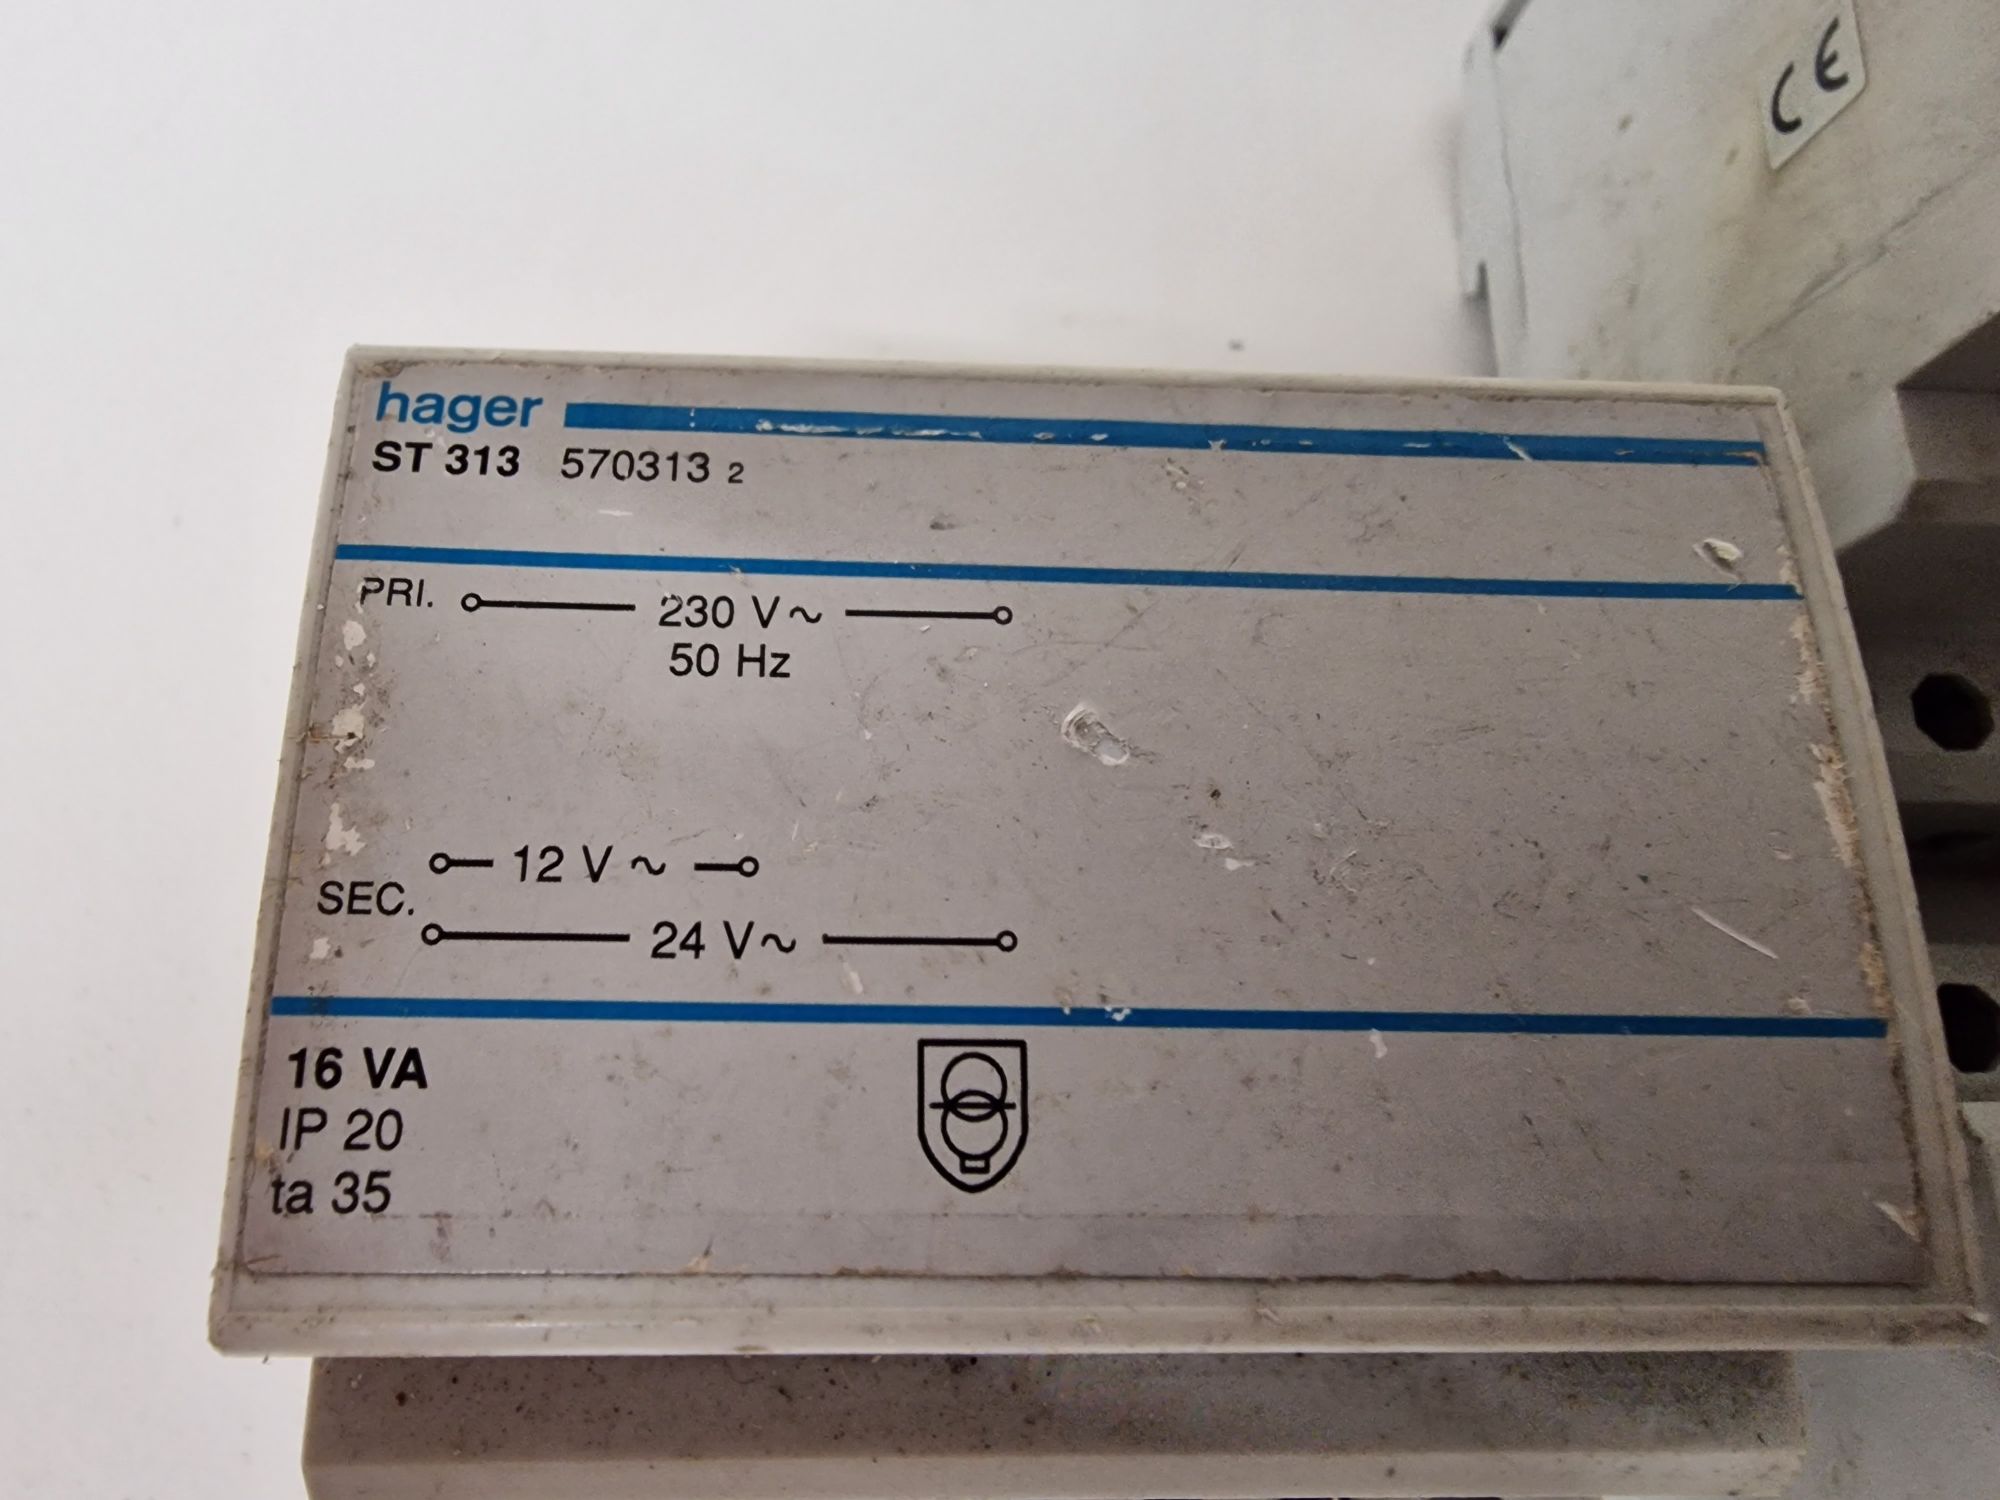 CE
hager
ST 313 570313 2
PRI. 230 V~
50 Hz
12 V ~
SEC.
24 V~
16 VA
IP 20
ta 35